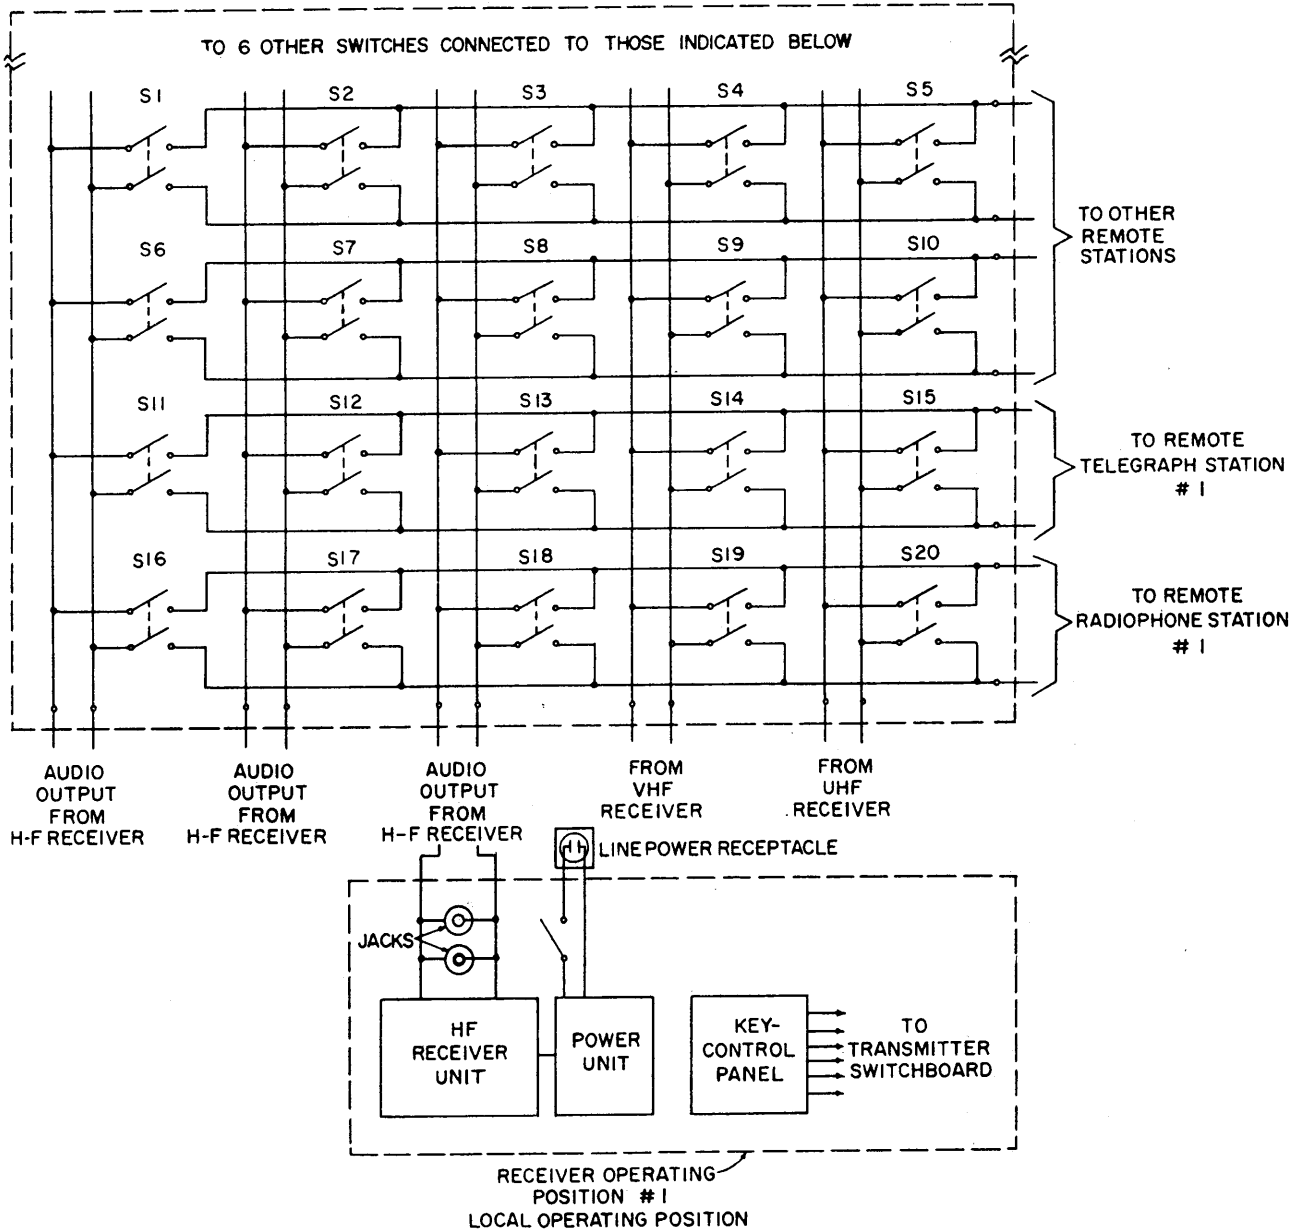 TO 6 OTHER SWITCHES CONNECTED TO THOSE INDICATED BELOW
S1 S2 S3 S4 S5
TO OTHER
REMOTE
STATIONS
S6 S7 S8 S9 S10
S11 S12 S13 S14 S15
TO REMOTE
TELEGRAPH STATION
# 1
S16 S17 S18 S19 S20
TO REMOTE
RADIOPHONE STATION
# 1
AUDIO
OUTPUT
FROM
H-F RECEIVER
AUDIO
OUTPUT
FROM
H-F RECEIVER
AUDIO
OUTPUT
FROM
H-F RECEIVER
FROM
VHF
RECEIVER
FROM
UHF
RECEIVER
LINE POWER RECEPTACLE
JACKS
HF
RECEIVER
UNIT
POWER
UNIT
KEY-
CONTROL
PANEL
TO
TRANSMITTER
SWITCHBOARD
RECEIVER OPERATING
POSITION # 1
LOCAL OPERATING POSITION